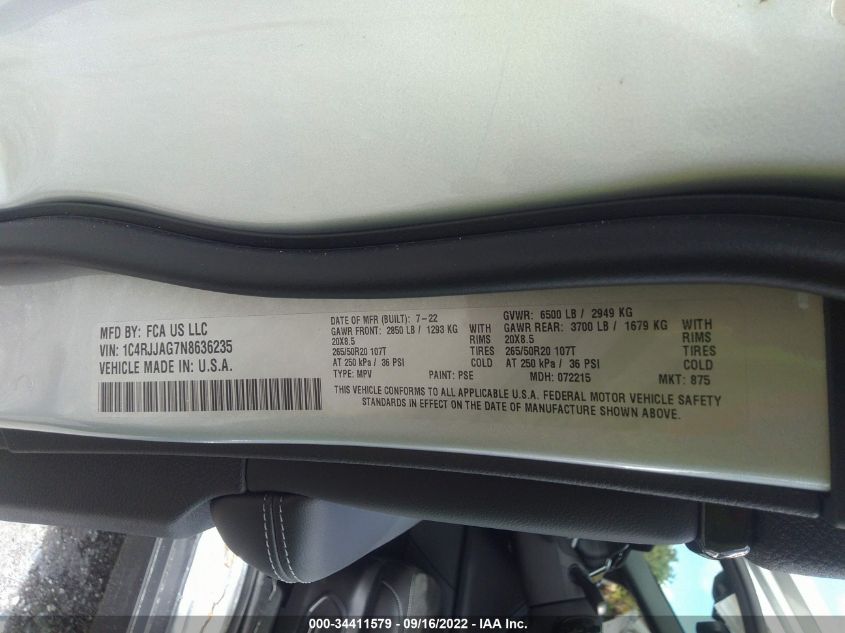 MFD BY: FCA US LLC
VIN: 1C4RJJAG7N8636235
VEHICLE MADE IN: U.S.A.
DATE OF MFR (BUILT): 7-22
GAWR FRONT: 2850 LB / 1293 KG WITH
20X8.5 RIMS
265/50R20 107T TIRES
AT 250 kPa / 36 PSI COLD
TYPE: MPV PAINT: PSE
GVWR: 6500 LB / 2949 KG
GAWR REAR: 3700 LB / 1679 KG WITH
20X8.5 RIMS
265/50R20 107T TIRES
AT 250 kPa / 36 PSI COLD
MDH: 072215 MKT: 875
THIS VEHICLE CONFORMS TO ALL APPLICABLE U.S.A. FEDERAL MOTOR VEHICLE SAFETY
STANDARDS IN EFFECT ON THE DATE OF MANUFACTURE SHOWN ABOVE.
000-34411579 - 09/16/2022 - IAA Inc.